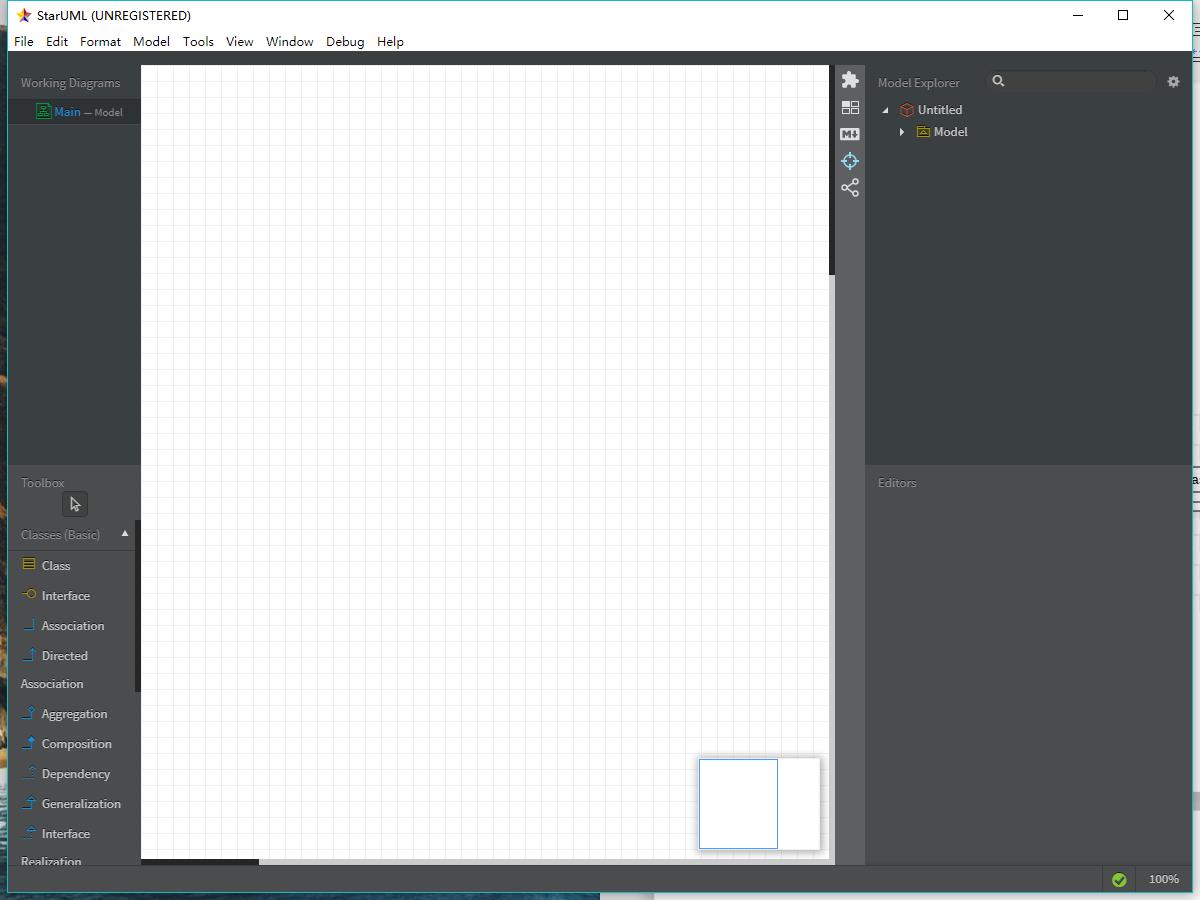 StarUML (UNREGISTERED)
File Edit Format Model Tools View Window Debug Help
Working Diagrams
Main — Model
Toolbox
Classes (Basic)
Class
Interface
Association
Directed
Association
Aggregation
Composition
Dependency
Generalization
Interface
Realization
M
Model Explorer
Untitled
Model
Editors
100%